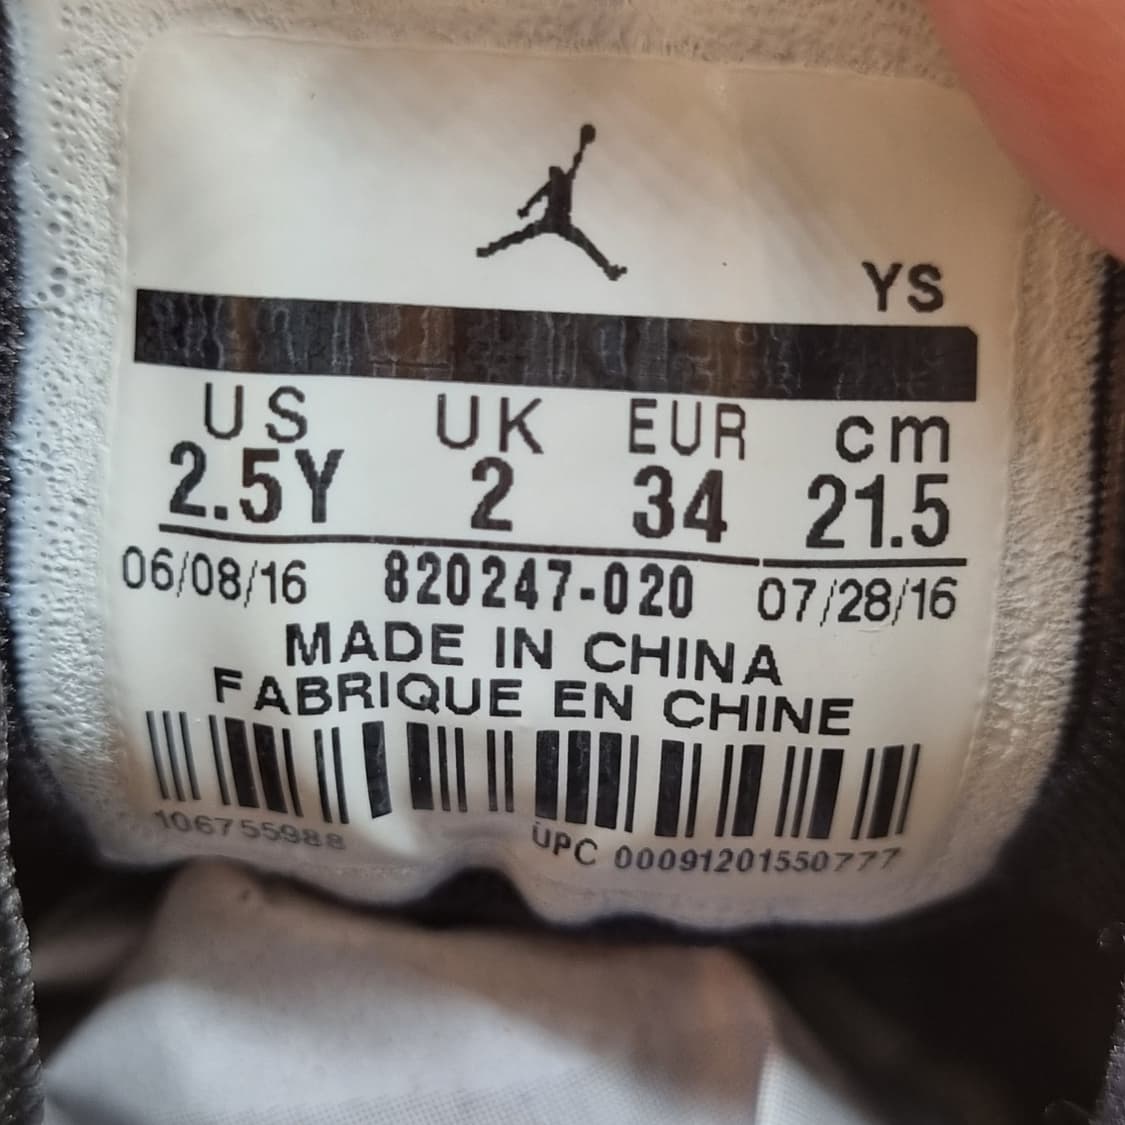 YS
US UK EUR cm
2.5Y 2 34 21.5
06/08/16 820247-020 07/28/16
MADE IN CHINA
FABRIQUE EN CHINE
106755988 UPC 00091201550777